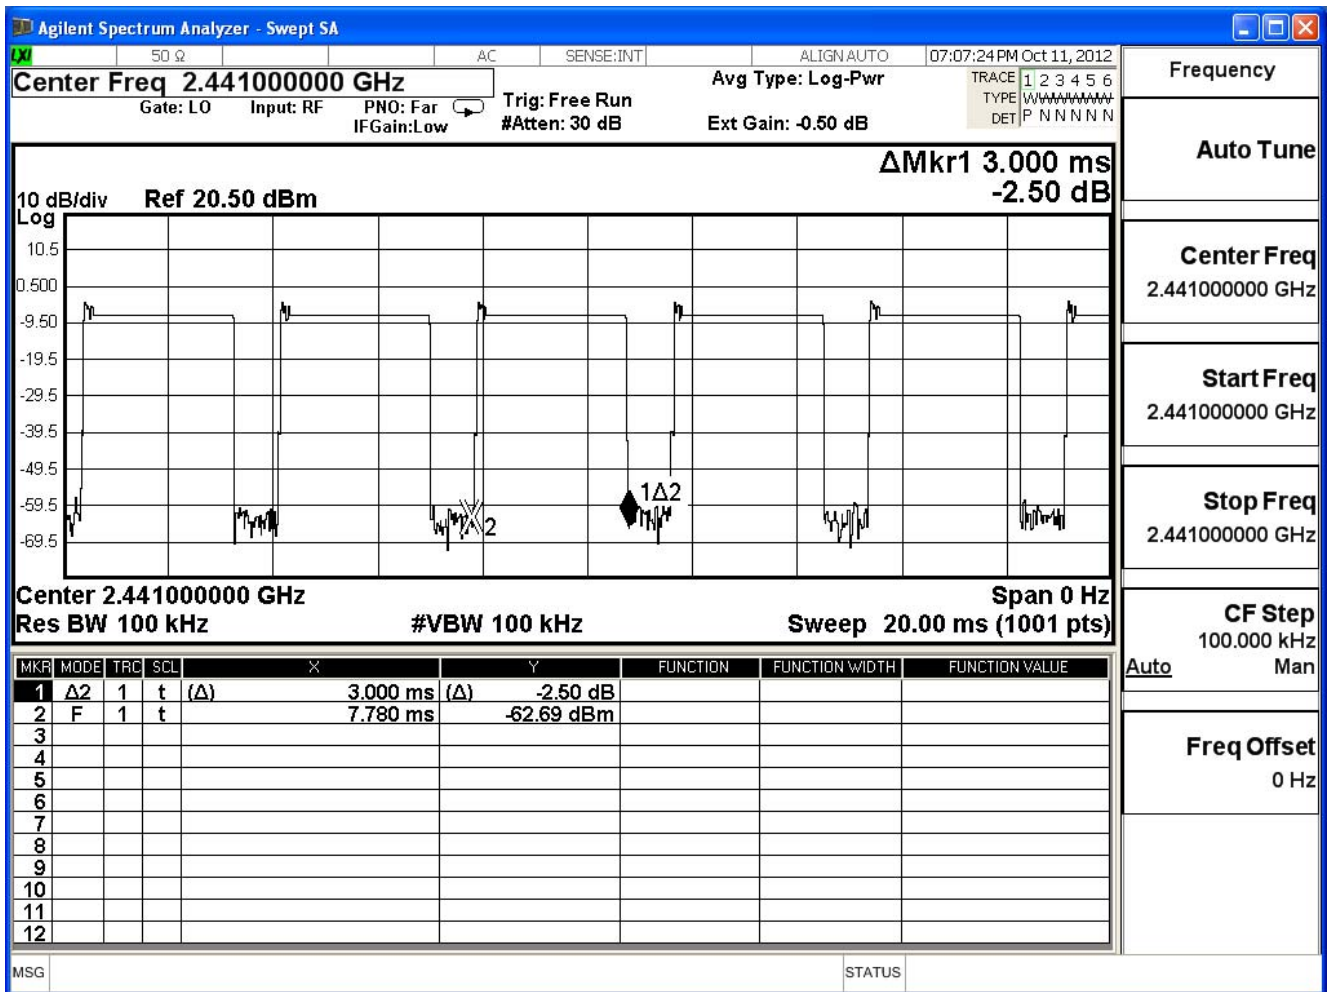 Agilent Spectrum Analyzer - Swept SA
LXI 50 Ω AC SENSE:INT ALIGN AUTO 07:07:24 PM Oct 11, 2012
Center Freq 2.441000000 GHz
Gate: LO Input: RF PNO: Far IFGain:Low
Trig: Free Run
#Atten: 30 dB
Avg Type: Log-Pwr
Ext Gain: -0.50 dB
TRACE 1 2 3 4 5 6
TYPE WWWWWW
DET P N N N N N
ΔMkr1 3.000 ms
-2.50 dB
10 dB/div Ref 20.50 dBm
Log
10.5
0.500
-9.50
-19.5
-29.5
-39.5
-49.5
-59.5
-69.5
1Δ2
2
Center 2.441000000 GHz Span 0 Hz
Res BW 100 kHz #VBW 100 kHz Sweep 20.00 ms (1001 pts)
MKR MODE TRC SCL X Y FUNCTION FUNCTION WIDTH FUNCTION VALUE
1 Δ2 1 t (Δ) 3.000 ms (Δ) -2.50 dB
2 F 1 t 7.780 ms -62.69 dBm
3
4
5
6
7
8
9
10
11
12
MSG STATUS
Frequency
Auto Tune
Center Freq
2.441000000 GHz
Start Freq
2.441000000 GHz
Stop Freq
2.441000000 GHz
CF Step
100.000 kHz
Auto Man
Freq Offset
0 Hz